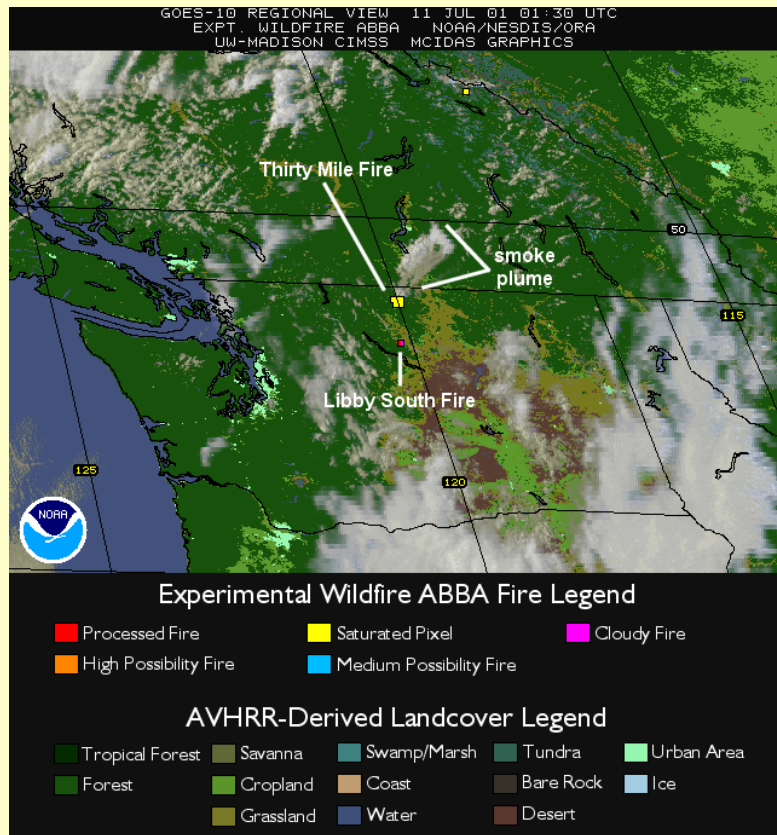 GOES-10 REGIONAL VIEW 11 JUL 01 01:30 UTC
EXPT. WILDFIRE ABBA NOAA/NESDIS/ORA
UW-MADISON CIMSS MCIDAS GRAPHICS
Thirty Mile Fire
50
smoke
plume
115
Libby South Fire
125
120
NOAA
Experimental Wildfire ABBA Fire Legend
Processed Fire Saturated Pixel Cloudy Fire
High Possibility Fire Medium Possibility Fire
AVHRR-Derived Landcover Legend
Tropical Forest Savanna Swamp/Marsh Tundra Urban Area
Forest Cropland Coast Bare Rock Ice
Grassland Water Desert